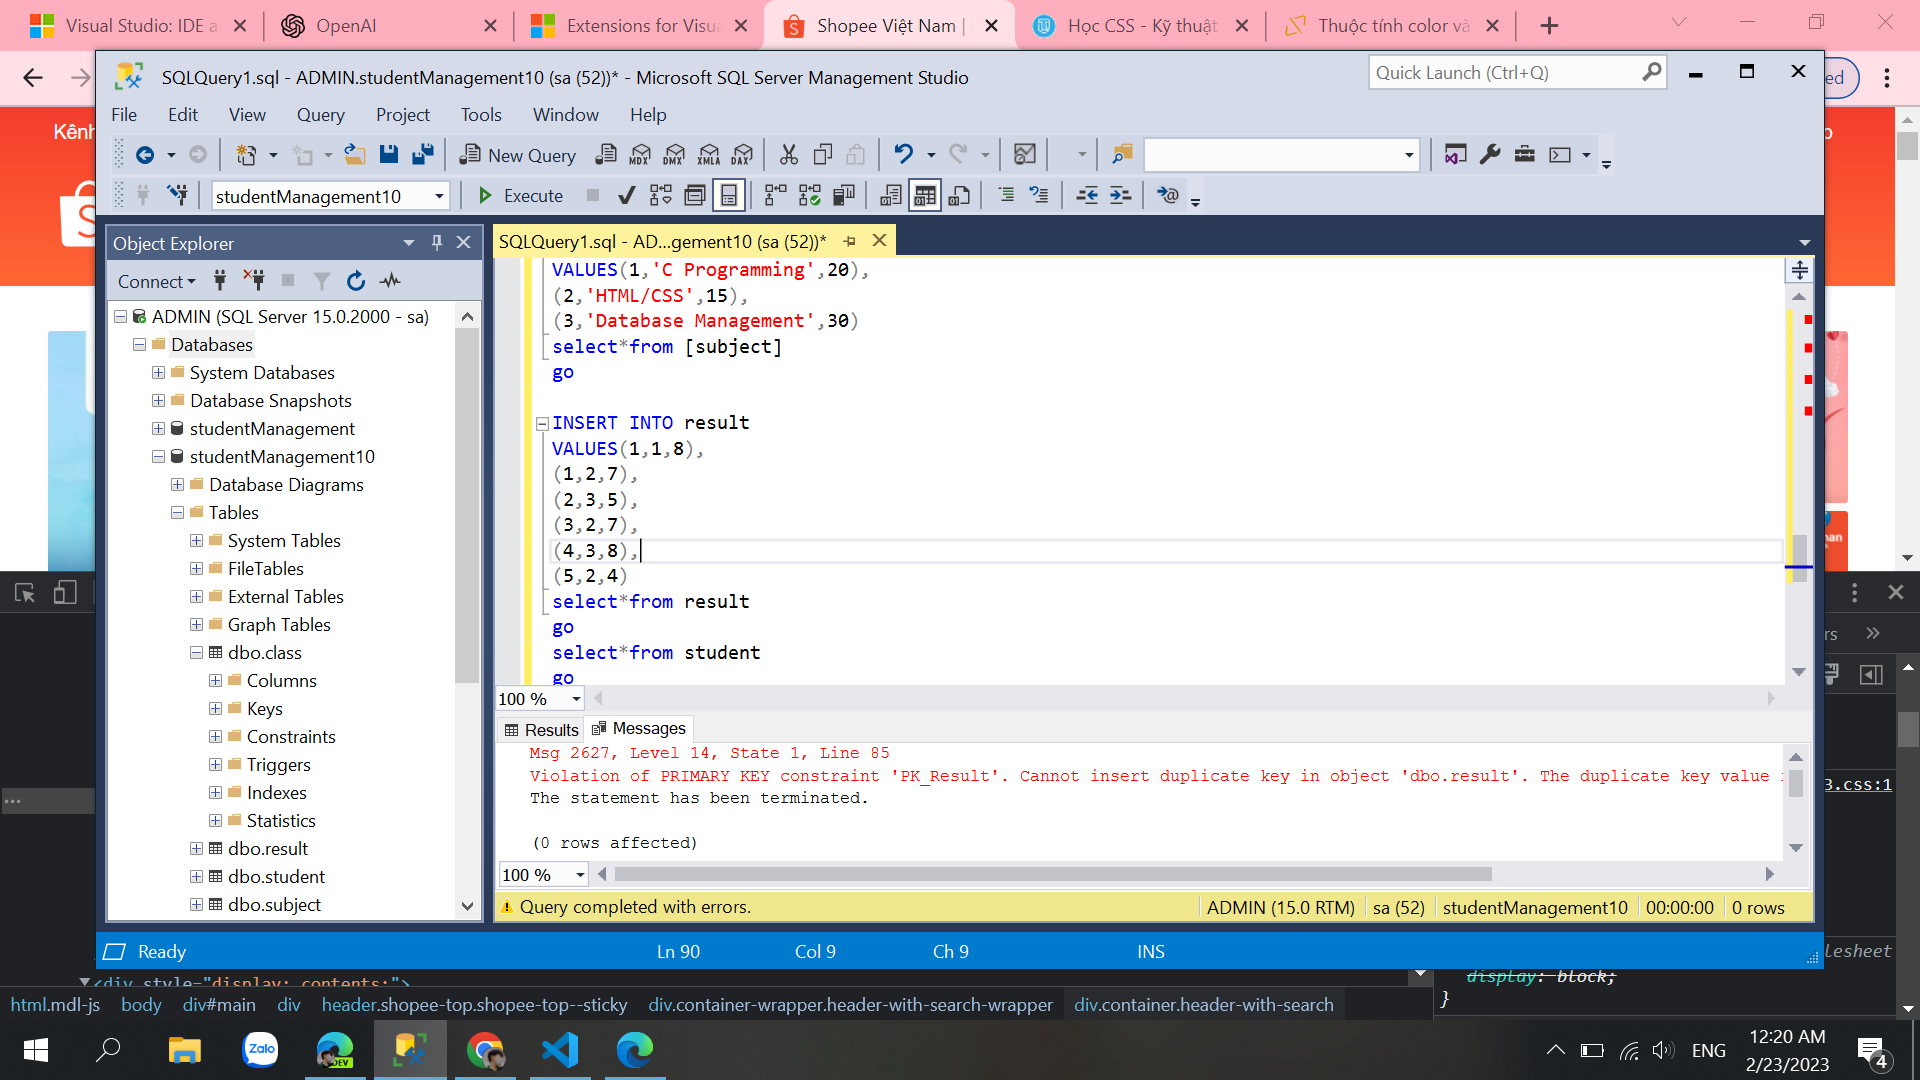 Visual Studio: IDE a
OpenAI
Extensions for Visua
Shopee Việt Nam |
Học CSS - Kỹ thuật
Thuộc tính color và
SQLQuery1.sql - ADMIN.studentManagement10 (sa (52))* - Microsoft SQL Server Management Studio
Quick Launch (Ctrl+Q)
ed
File Edit View Query Project Tools Window Help
Kênh
New Query
MDX DMX XMLA DAX
studentManagement10
Execute
Object Explorer
SQLQuery1.sql - AD...gement10 (sa (52))*
Connect
ADMIN (SQL Server 15.0.2000 - sa)
Databases
System Databases
Database Snapshots
studentManagement
studentManagement10
Database Diagrams
Tables
System Tables
FileTables
External Tables
Graph Tables
dbo.class
Columns
Keys
Constraints
Triggers
Indexes
Statistics
dbo.result
dbo.student
dbo.subject
VALUES(1,'C Programming',20),
(2,'HTML/CSS',15),
(3,'Database Management',30)
select*from [subject]
go
INSERT INTO result
VALUES(1,1,8),
(1,2,7),
(2,3,5),
(3,2,7),
(4,3,8),
(5,2,4)
select*from result
go
select*from student
go
100 %
Results Messages
Msg 2627, Level 14, State 1, Line 85
Violation of PRIMARY KEY constraint 'PK_Result'. Cannot insert duplicate key in object 'dbo.result'. The duplicate key value
The statement has been terminated.
(0 rows affected)
100 %
Query completed with errors.
ADMIN (15.0 RTM) sa (52) studentManagement10 00:00:00 0 rows
Ready Ln 90 Col 9 Ch 9 INS
rs
3.css:1
lesheet
<div style="display: contents;">
display: block;
}
html.mdl-js body div#main div header.shopee-top.shopee-top--sticky div.container-wrapper.header-with-search-wrapper div.container.header-with-search
Zalo
DEV
ENG
12:20 AM
2/23/2023
4